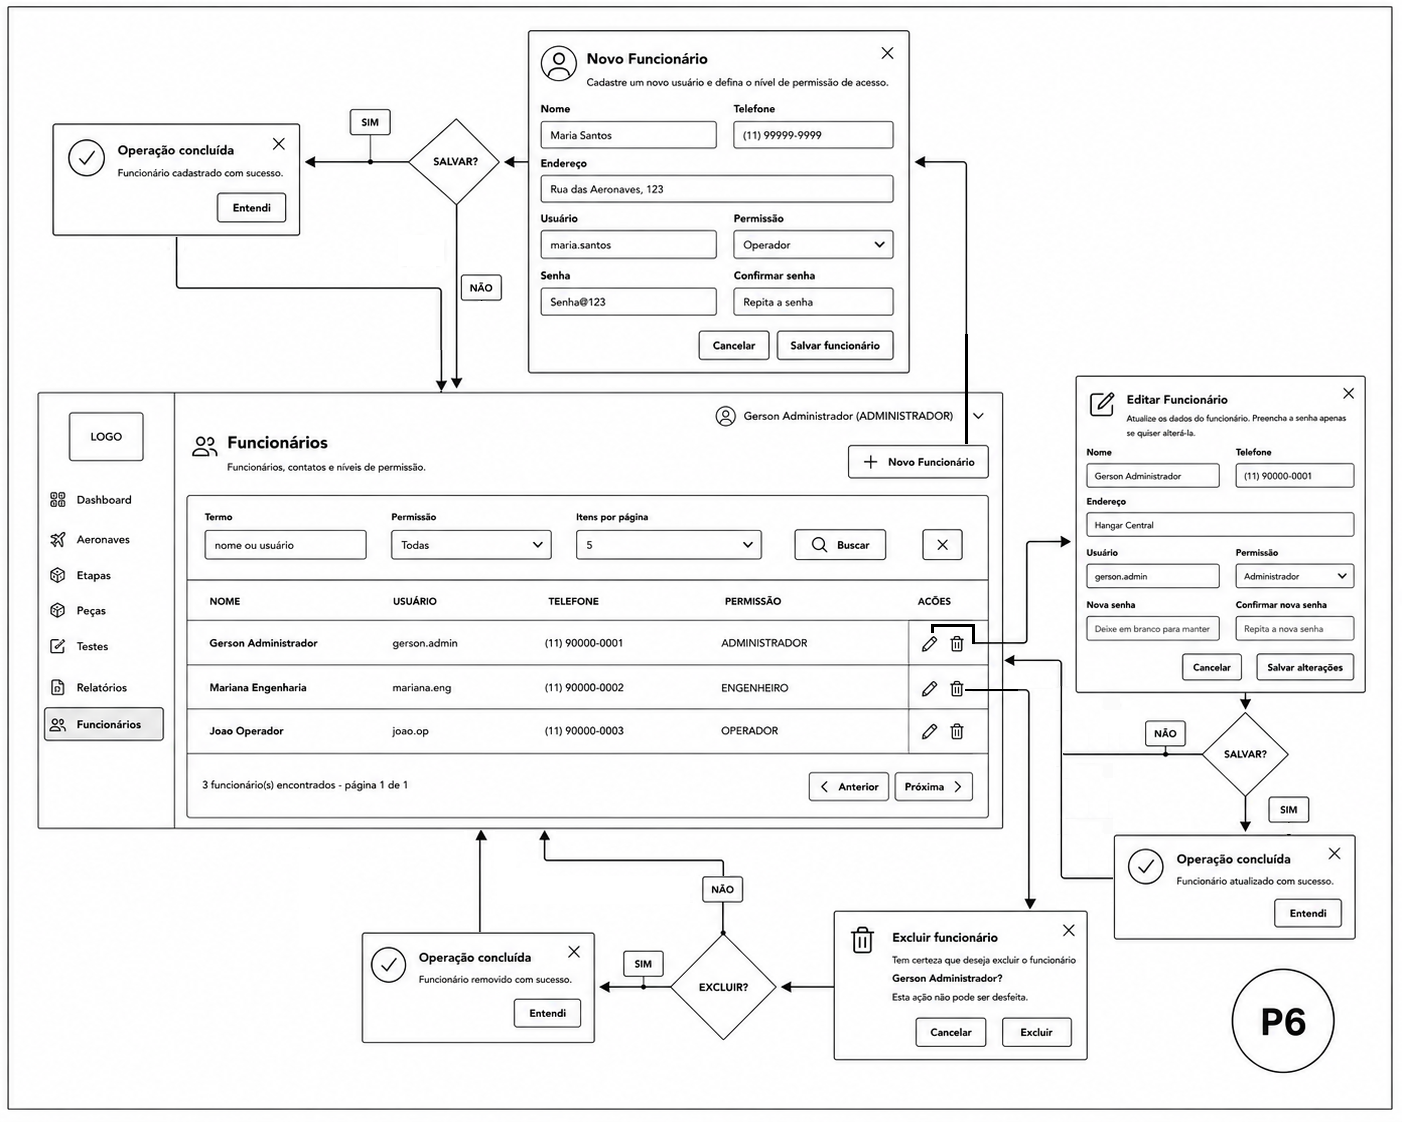 Novo Funcionário
Cadastre um novo usuário e defina o nível de permissão de acesso.
Nome
Telefone
Maria Santos
(11) 99999-9999
Endereço
Rua das Aeronaves, 123
Usuário
Permissão
maria.santos
Operador
Senha
Confirmar senha
Senha@123
Repita a senha
Cancelar
Salvar funcionário
SALVAR?
SIM
NÃO
Operação concluída
Funcionário cadastrado com sucesso.
Entendi
LOGO
Dashboard
Aeronaves
Etapas
Peças
Testes
Relatórios
Funcionários
Gerson Administrador (ADMINISTRADOR)
Funcionários
Funcionários, contatos e níveis de permissão.
Novo Funcionário
Termo
Permissão
Itens por página
nome ou usuário
Todas
5
Buscar
NOME USUÁRIO TELEFONE PERMISSÃO ACÕES
Gerson Administrador gerson.admin (11) 90000-0001 ADMINISTRADOR
Mariana Engenharia mariana.eng (11) 90000-0002 ENGENHEIRO
Joao Operador joao.op (11) 90000-0003 OPERADOR
3 funcionário(s) encontrados - página 1 de 1
Anterior
Próxima
Editar Funcionário
Atualize os dados do funcionário. Preencha a senha apenas
se quiser alterá-la.
Nome
Telefone
Gerson Administrador
(11) 90000-0001
Endereço
Hangar Central
Usuário
Permissão
gerson.admin
Administrador
Nova senha
Confirmar nova senha
Deixe em branco para manter
Repita a nova senha
Cancelar
Salvar alterações
SALVAR?
NÃO
SIM
Operação concluída
Funcionário atualizado com sucesso.
Entendi
Excluir funcionário
Tem certeza que deseja excluir o funcionário
Gerson Administrador?
Esta ação não pode ser desfeita.
Cancelar
Excluir
EXCLUIR?
NÃO
SIM
Operação concluída
Funcionário removido com sucesso.
Entendi
P6